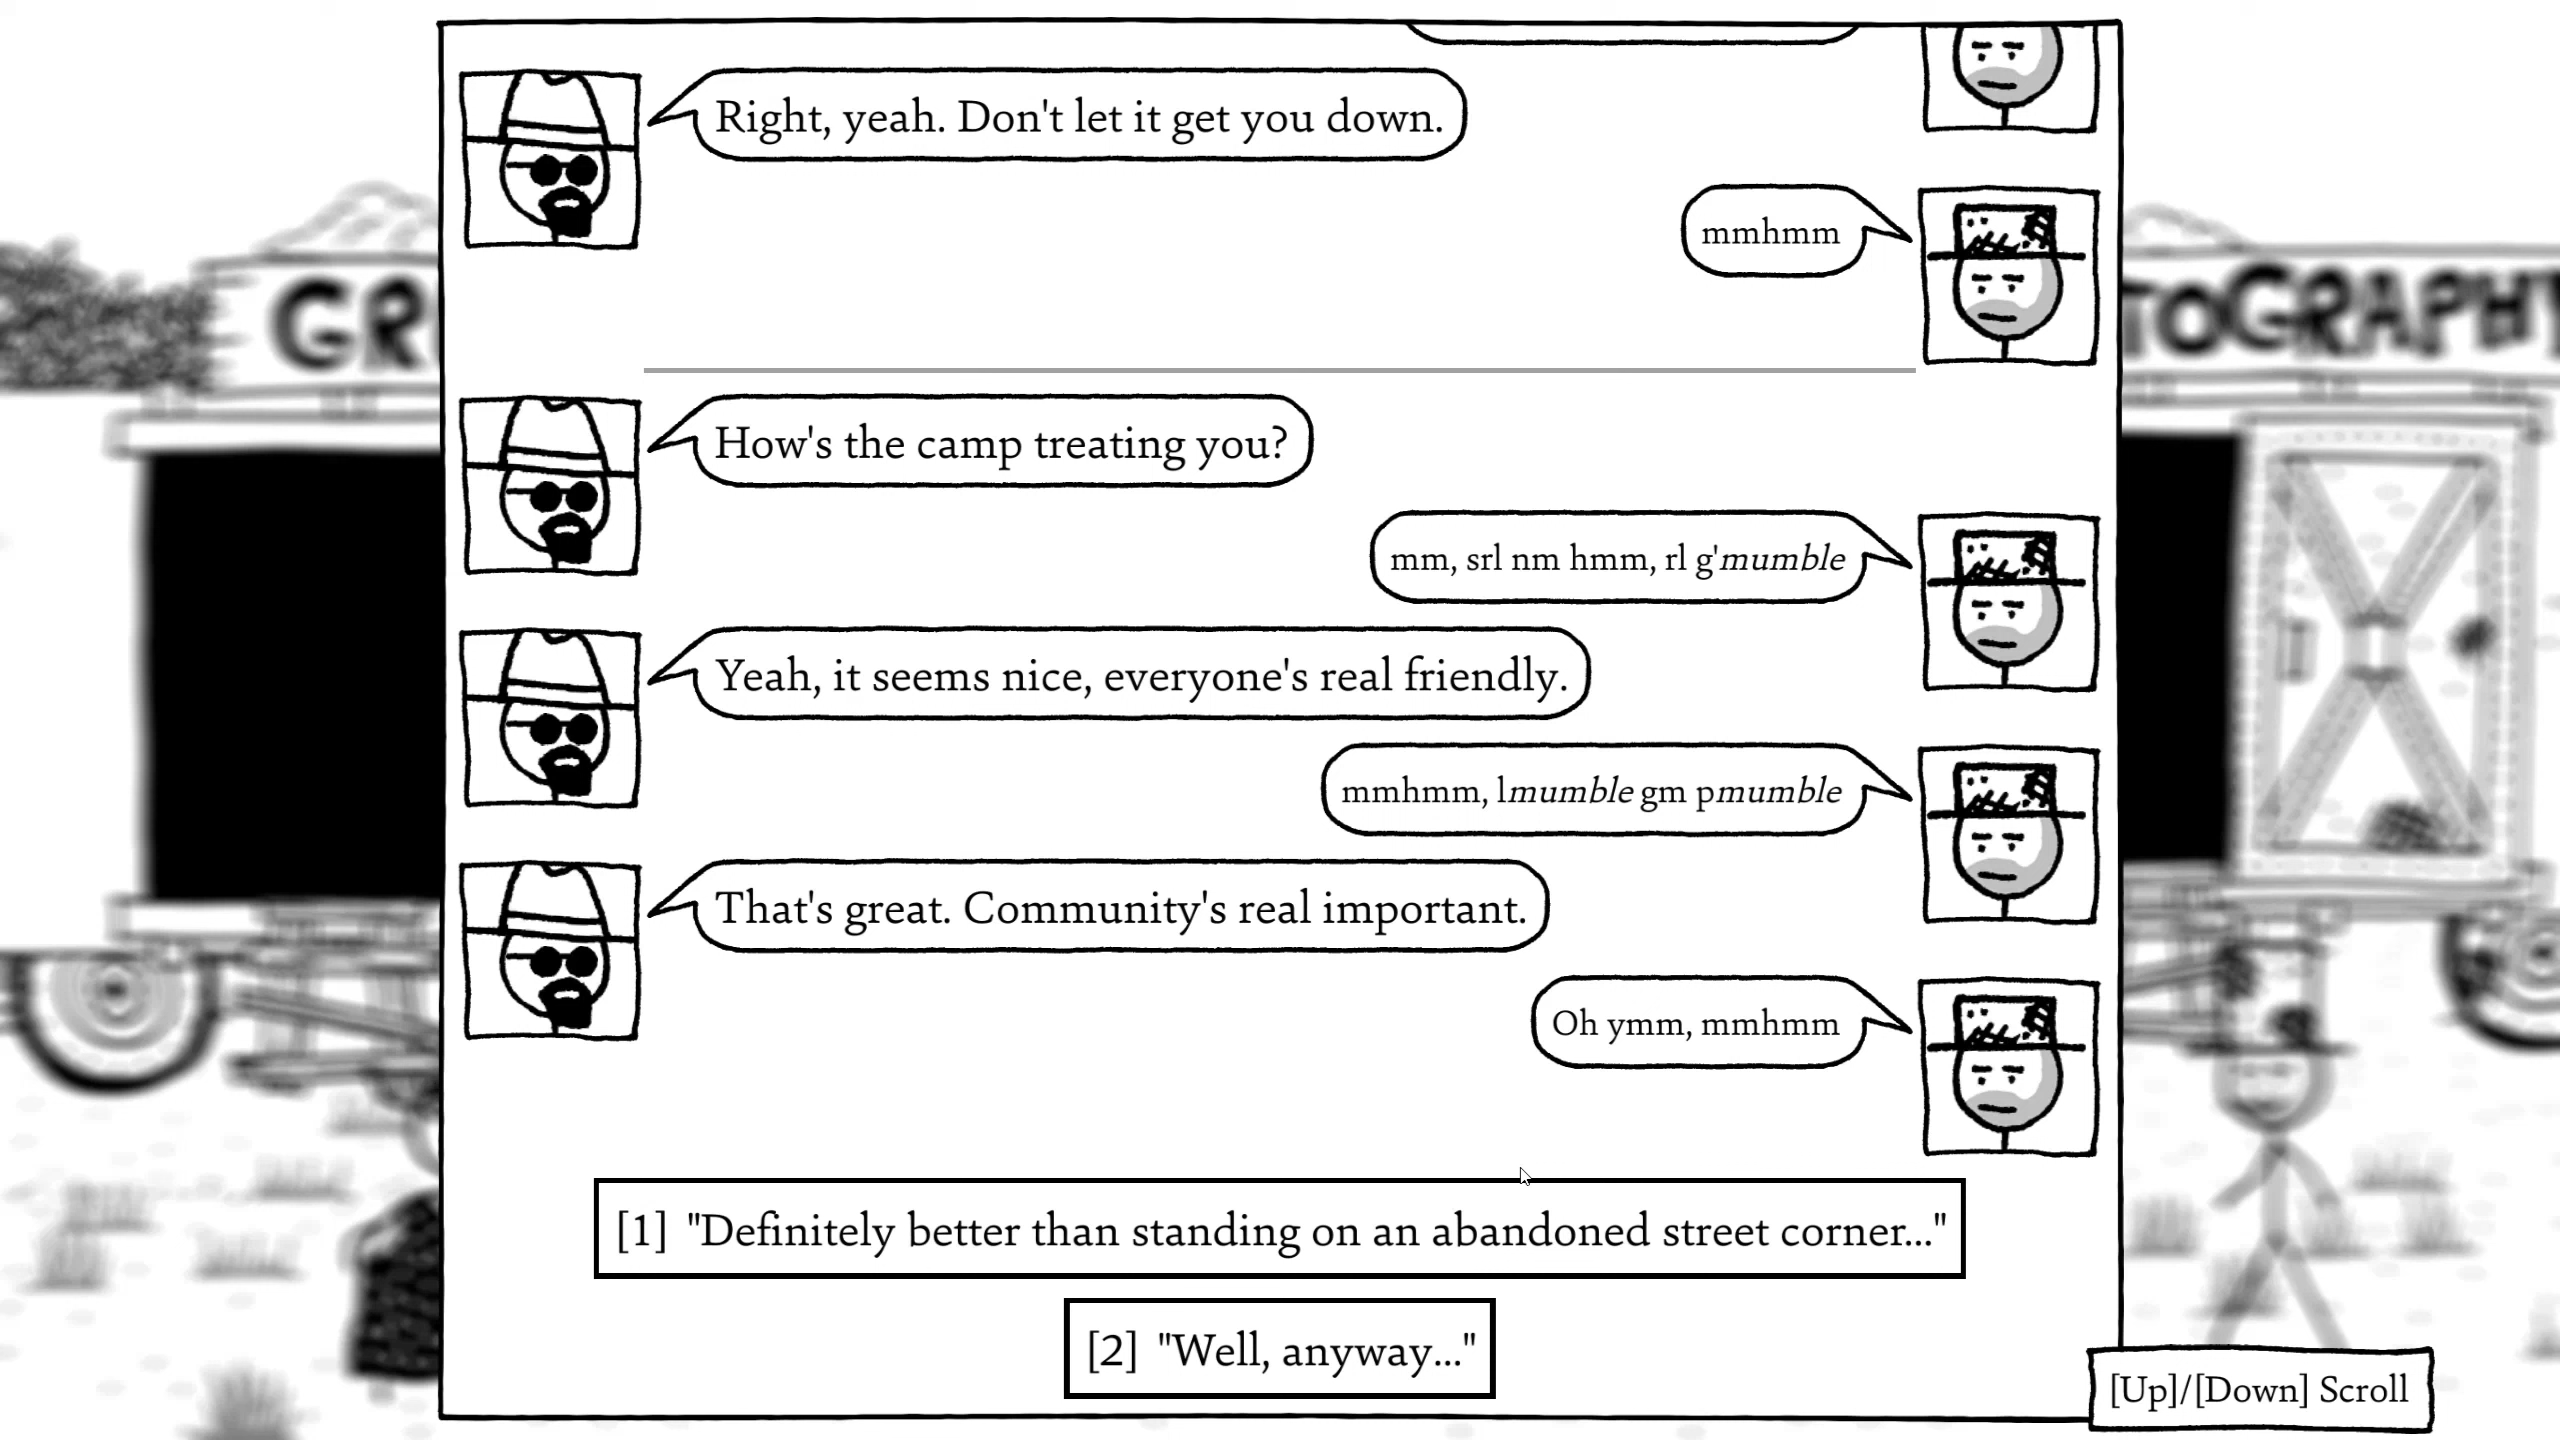 Right, yeah. Don't let it get you down.
mmhmm
GR
TOGRAPHY
How's the camp treating you?
mm, srl nm hmm, rl g'mumble
Yeah, it seems nice, everyone's real friendly.
mmhmm, lmumble gm pmumble
That's great. Community's real important.
Oh ymm, mmhmm
[1] "Definitely better than standing on an abandoned street corner..."
[2] "Well, anyway..."
[Up]/[Down] Scroll